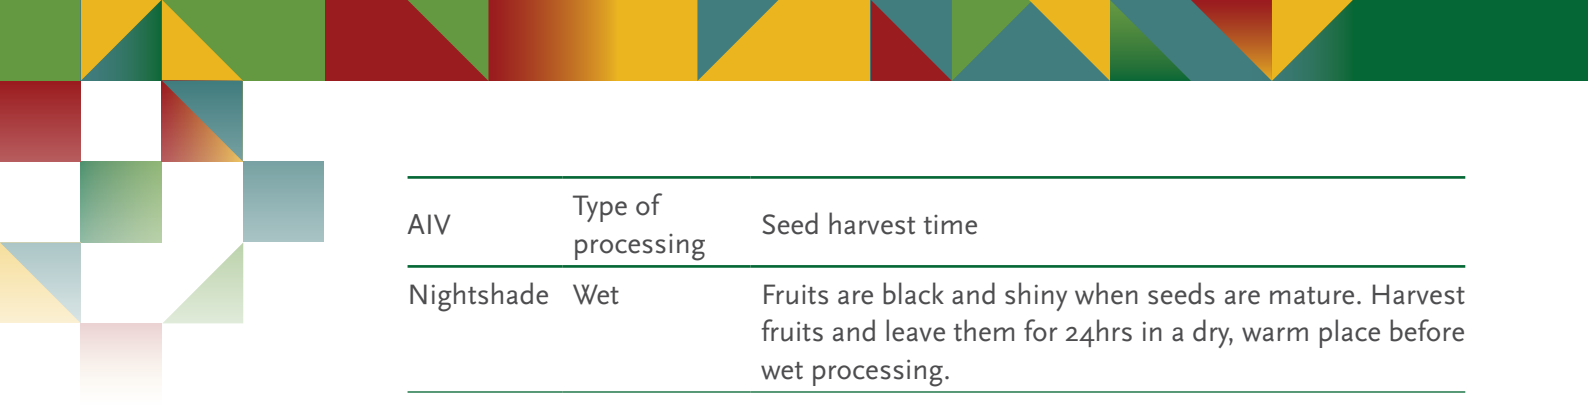 AIV
Type of
processing
Seed harvest time
Nightshade Wet Fruits are black and shiny when seeds are mature. Harvest
fruits and leave them for 24hrs in a dry, warm place before
wet processing.